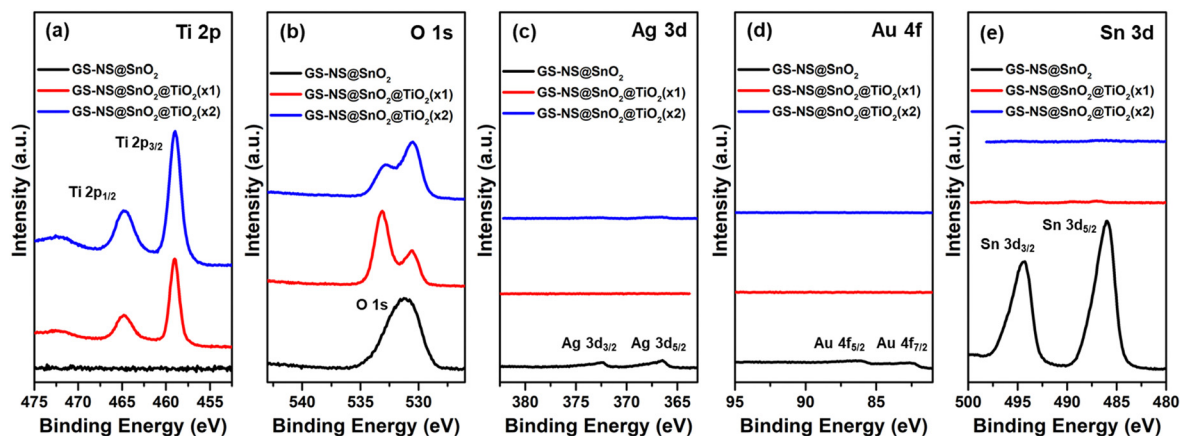 (a) Ti 2p
GS-NS@SnO₂
GS-NS@SnO₂@TiO₂(x1)
GS-NS@SnO₂@TiO₂(x2)
Ti 2p₃/₂
Ti 2p₁/₂
Intensity (a.u.)
475 470 465 460 455
Binding Energy (eV)
(b) O 1s
GS-NS@SnO₂
GS-NS@SnO₂@TiO₂(x1)
GS-NS@SnO₂@TiO₂(x2)
O 1s
Intensity (a.u.)
540 530
Binding Energy (eV)
(c) Ag 3d
GS-NS@SnO₂
GS-NS@SnO₂@TiO₂(x1)
GS-NS@SnO₂@TiO₂(x2)
Ag 3d₃/₂ Ag 3d₅/₂
Intensity (a.u.)
380 375 370 365
Binding Energy (eV)
(d) Au 4f
GS-NS@SnO₂
GS-NS@SnO₂@TiO₂(x1)
GS-NS@SnO₂@TiO₂(x2)
Au 4f₅/₂ Au 4f₇/₂
Intensity (a.u.)
95 90 85
Binding Energy (eV)
(e) Sn 3d
GS-NS@SnO₂
GS-NS@SnO₂@TiO₂(x1)
GS-NS@SnO₂@TiO₂(x2)
Sn 3d₅/₂
Sn 3d₃/₂
Intensity (a.u.)
500 495 490 485 480
Binding Energy (eV)